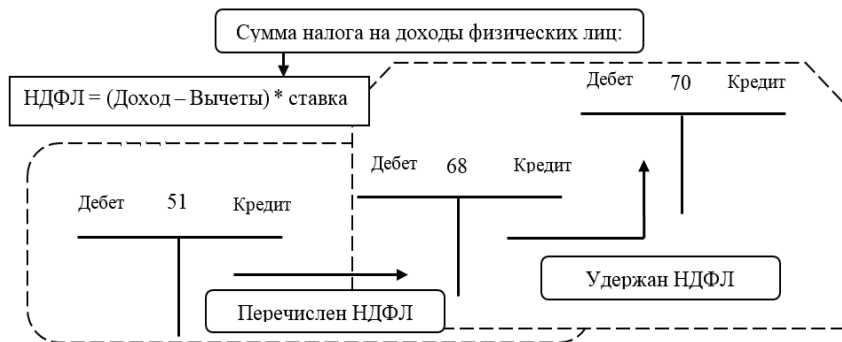 Сумма налога на доходы физических лиц:
НДФЛ = (Доход – Вычеты) * ставка
Дебет 70 Кредит
Дебет 68 Кредит
Дебет 51 Кредит
Удержан НДФЛ
Перечислен НДФЛ